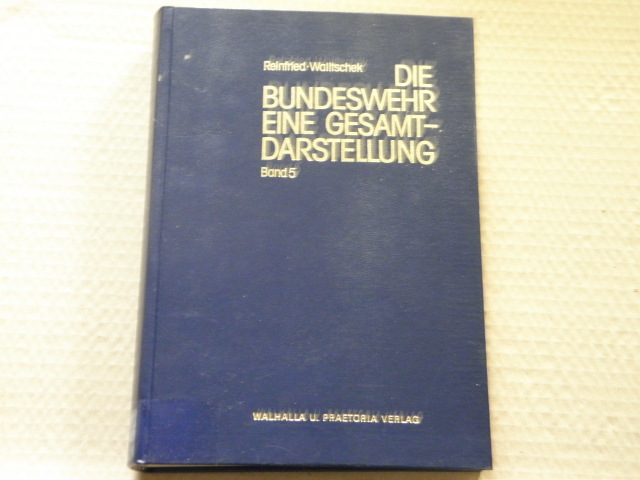 Reinfried·Walitschek
DIE
BUNDESWEHR
EINE GESAMT-
DARSTELLUNG
Band 5
WALHALLA U. PRAETORIA VERLAG